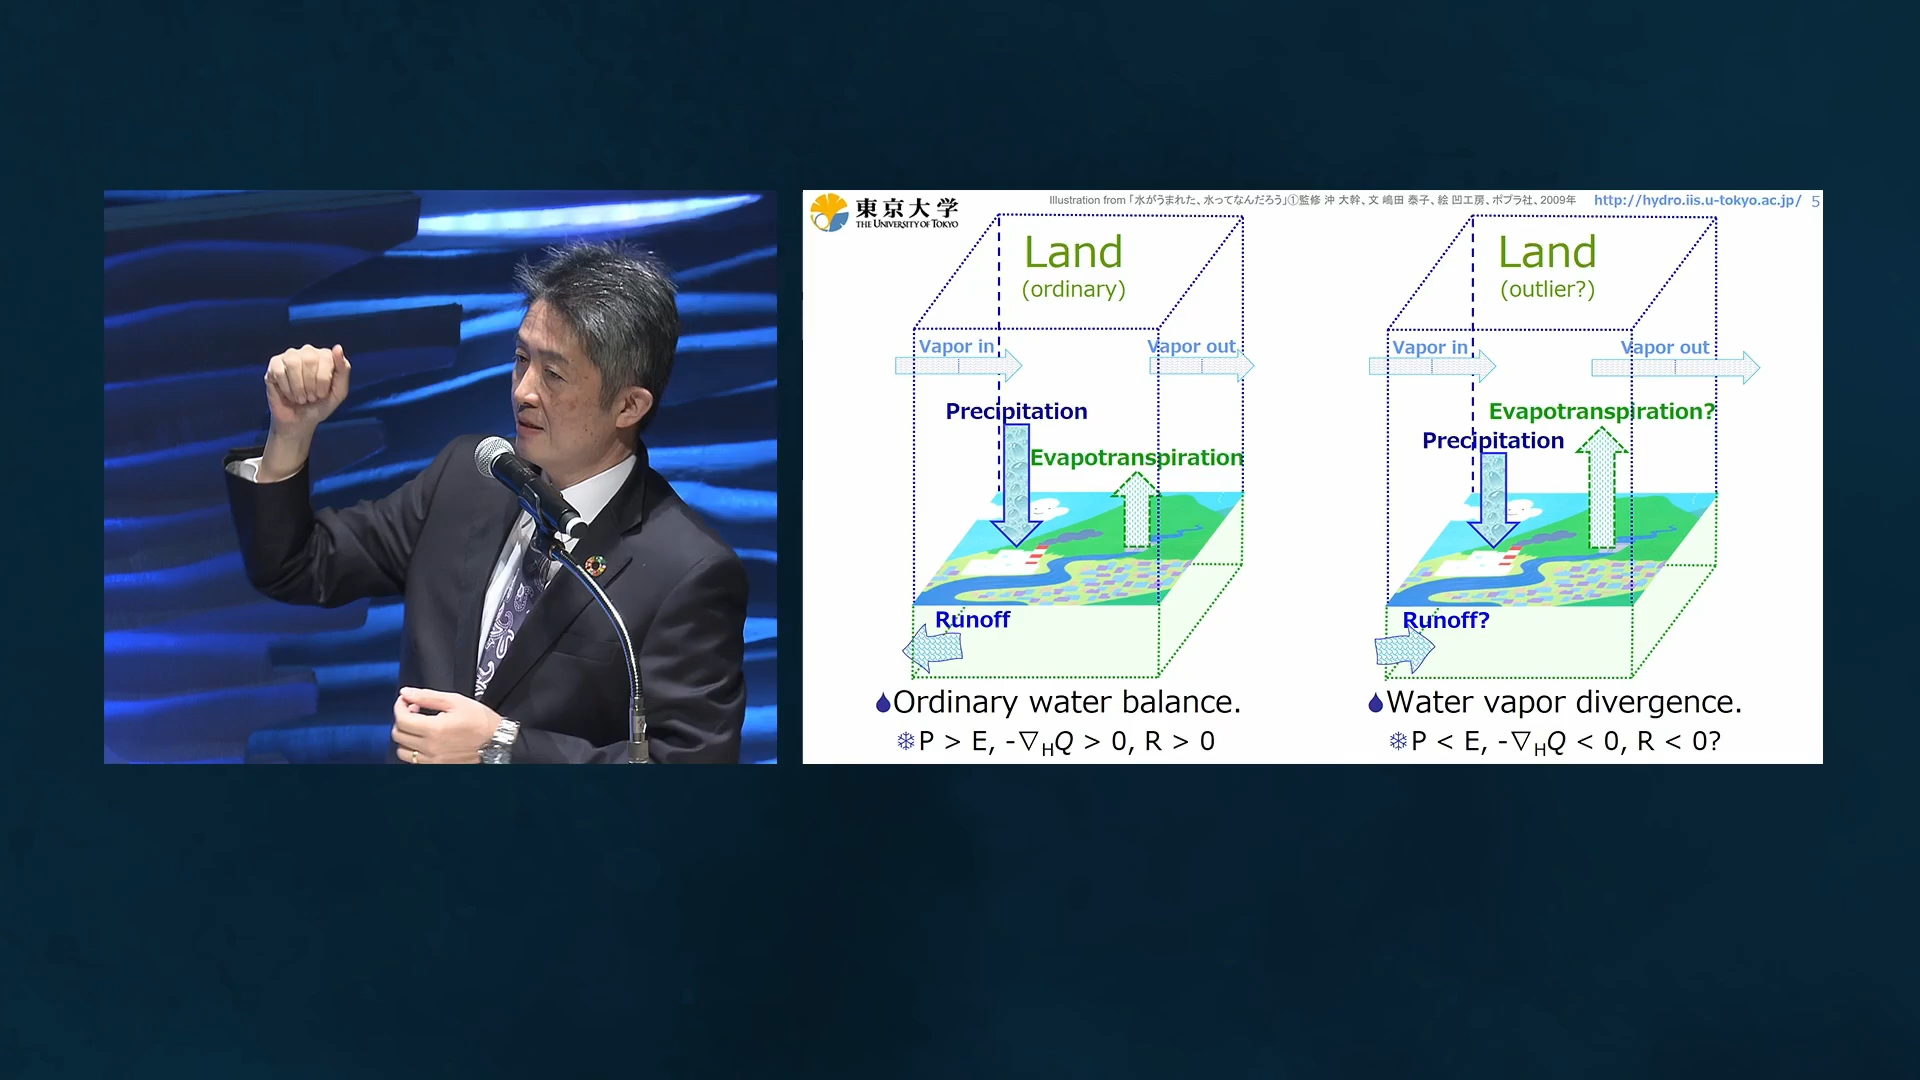 東京大学
THE UNIVERSITY OF TOKYO
Illustration from 「水がうまれた、水ってなんだろう」①監修 沖 大幹、文 嶋田 泰子、絵 凹工房、ポプラ社、2009年
http://hydro.iis.u-tokyo.ac.jp/ 5
Land
(ordinary)
Vapor in
Vapor out
Precipitation
Evapotranspiration
Runoff
Ordinary water balance.
P > E, -▽HQ > 0, R > 0
Land
(outlier?)
Vapor in
Vapor out
Evapotranspiration?
Precipitation
Runoff?
Water vapor divergence.
P < E, -▽HQ < 0, R < 0?